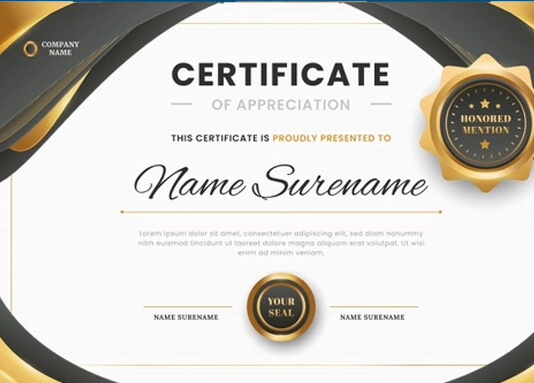 COMPANY
NAME
CERTIFICATE
OF APPRECIATION
THIS CERTIFICATE IS PROUDLY PRESENTED TO
HONORED
MENTION
Name Surename
Lorem ipsum dolor sit amet, consectetuer adipiscing elit, sed diam nonummy
nibh euismod tincidunt ut laoreet dolore magna aliquam erat volutpat. Ut wisi
enim ad minim veniam,
YOUR
SEAL
NAME SURENAME
NAME SURENAME